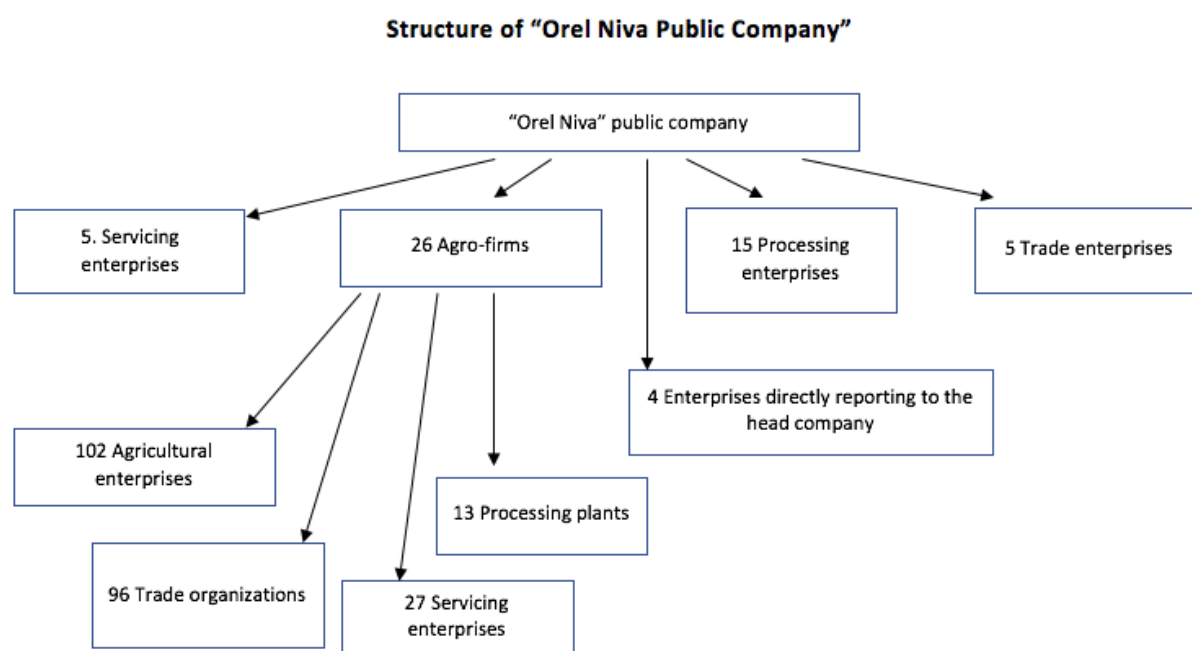 Structure of “Orel Niva Public Company”
“Orel Niva” public company
5. Servicing
enterprises
26 Agro-firms
15 Processing
enterprises
5 Trade enterprises
4 Enterprises directly reporting to the
head company
102 Agricultural
enterprises
13 Processing plants
96 Trade organizations
27 Servicing
enterprises